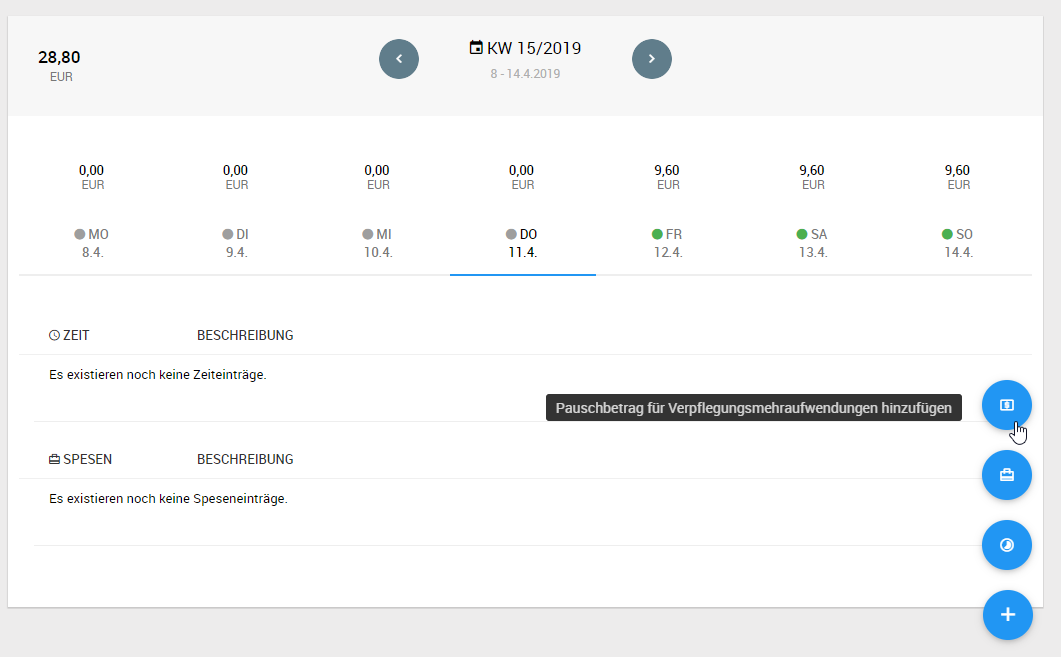 28,80
EUR
KW 15/2019
8 - 14.4.2019
0,00 0,00 0,00 0,00 9,60 9,60 9,60
EUR EUR EUR EUR EUR EUR EUR
MO DI MI DO FR SA SO
8.4. 9.4. 10.4. 11.4. 12.4. 13.4. 14.4.
ZEIT BESCHREIBUNG
Es existieren noch keine Zeiteinträge.
Pauschbetrag für Verpflegungsmehraufwendungen hinzufügen
SPESEN BESCHREIBUNG
Es existieren noch keine Speseneinträge.